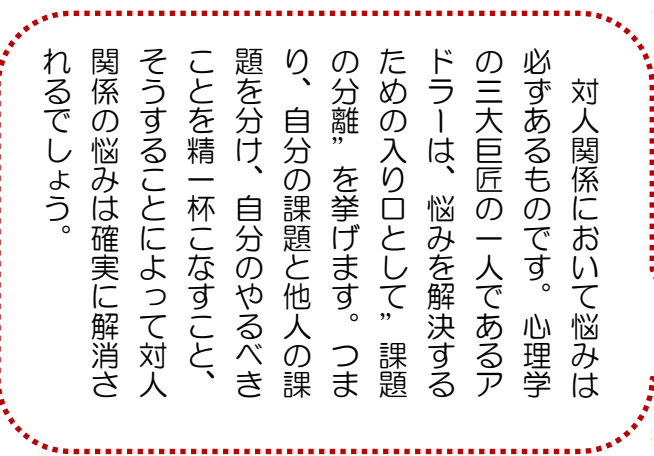 対人関係において悩みは
必ずあるものです。心理学
の三大巨匠の一人であるア
ドラーは、悩みを解決する
ための入り口として”課題
の分離”を挙げます。つま
り、自分の課題と他人の課
題を分け、自分のやるべき
ことを精一杯こなすこと、
そうすることによって対人
関係の悩みは確実に解消さ
れるでしょう。